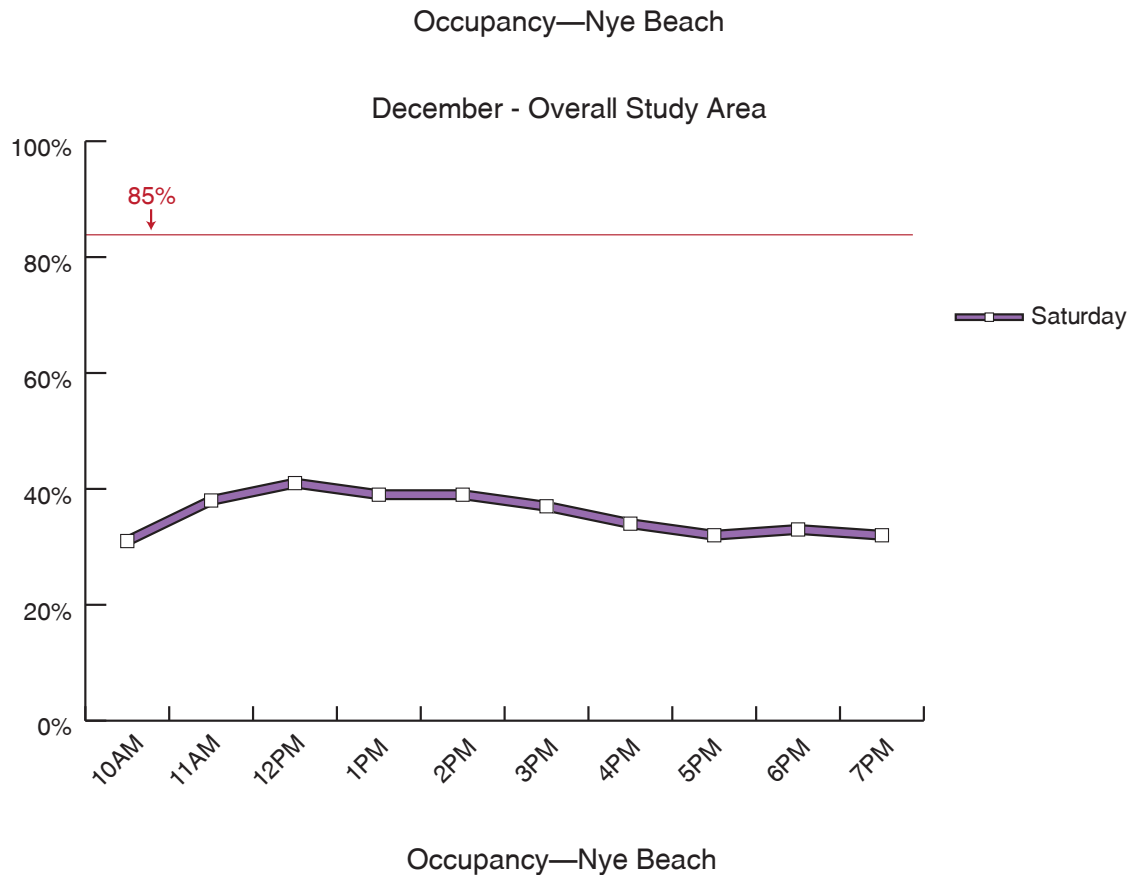 Occupancy—Nye Beach
December - Overall Study Area
100%
85%
80%
Saturday
60%
40%
20%
0%
10AM
11AM
12PM
1PM
2PM
3PM
4PM
5PM
6PM
7PM
Occupancy—Nye Beach